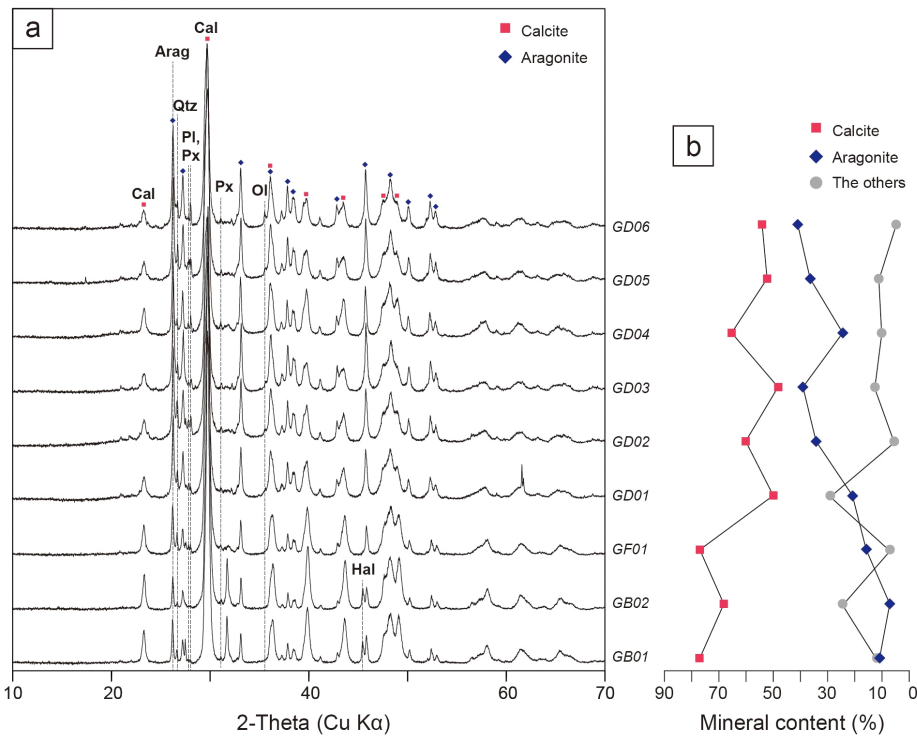 a
Calcite
Aragonite
Cal
Arag
Qtz
Pl,
Px
Cal
Px
Ol
Hal
GD06
GD05
GD04
GD03
GD02
GD01
GF01
GB02
GB01
10 20 30 40 50 60 70
2-Theta (Cu Kα)
b
Calcite
Aragonite
The others
90 70 50 30 10 0
Mineral content (%)